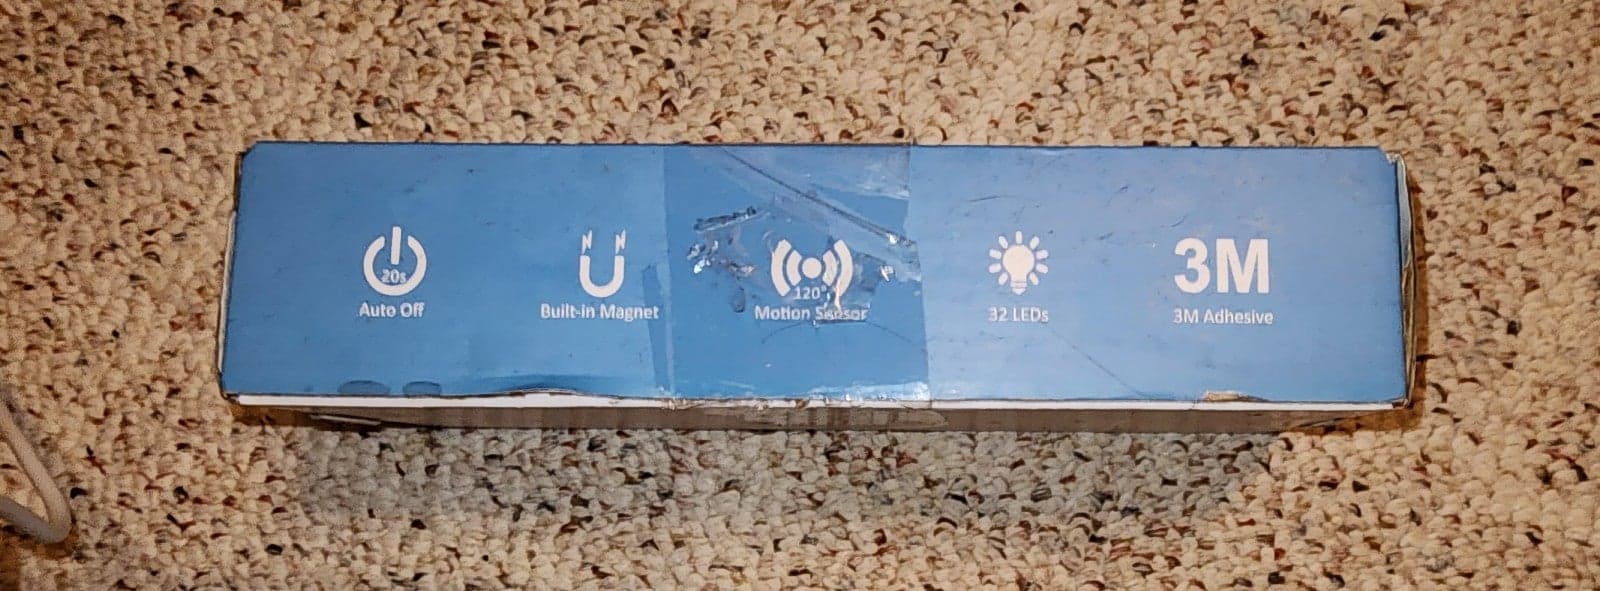 20s
Auto Off
N N
Built-in Magnet
120°
Motion Sensor
32 LEDs
3M
3M Adhesive